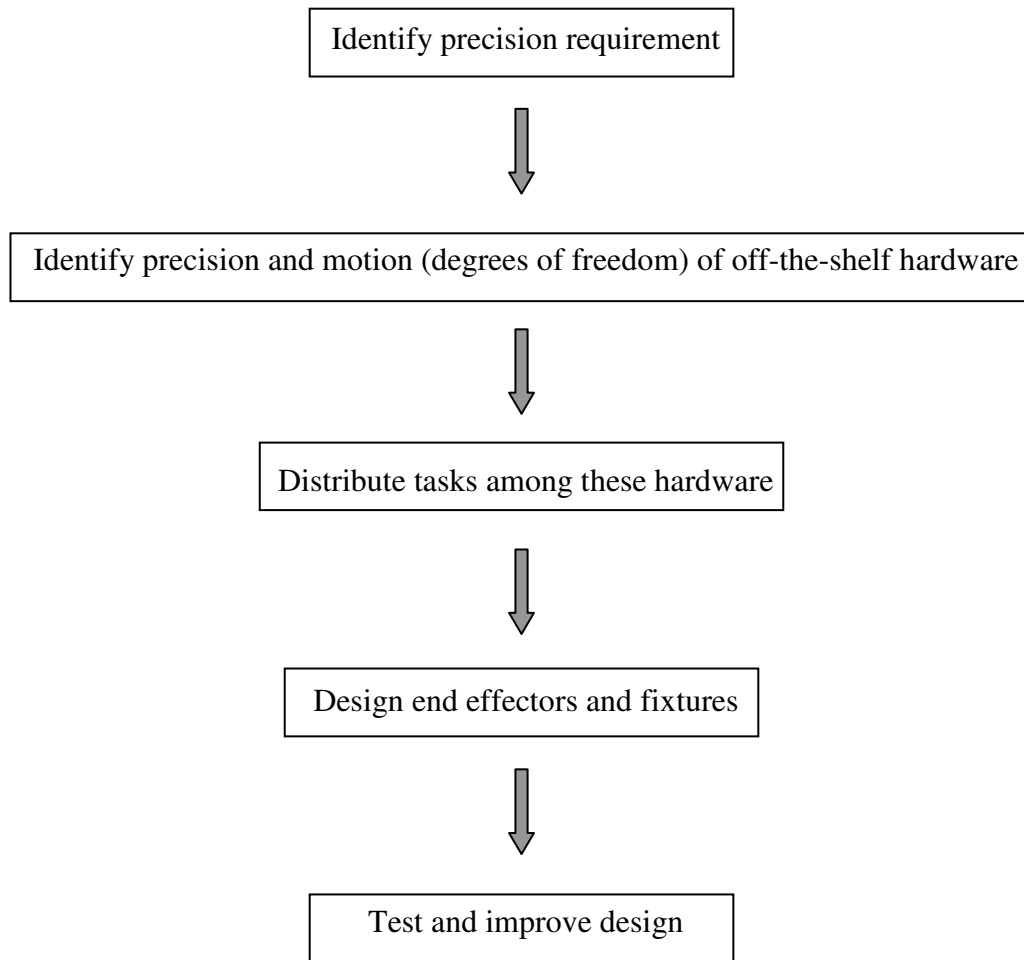 Identify precision requirement
Identify precision and motion (degrees of freedom) of off-the-shelf hardware
Distribute tasks among these hardware
Design end effectors and fixtures
Test and improve design